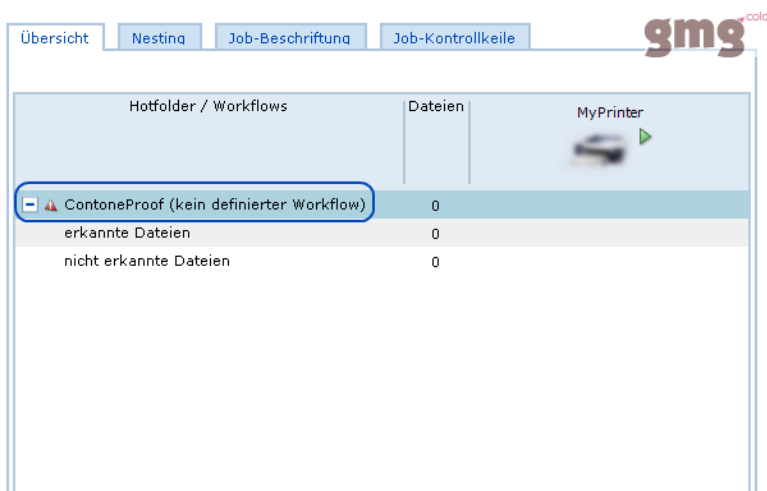 Übersicht Nesting Job-Beschriftung Job-Kontrollkeile
gmg color
Hotfolder / Workflows Dateien MyPrinter
ContoneProof (kein definierter Workflow) 0
erkannte Dateien 0
nicht erkannte Dateien 0